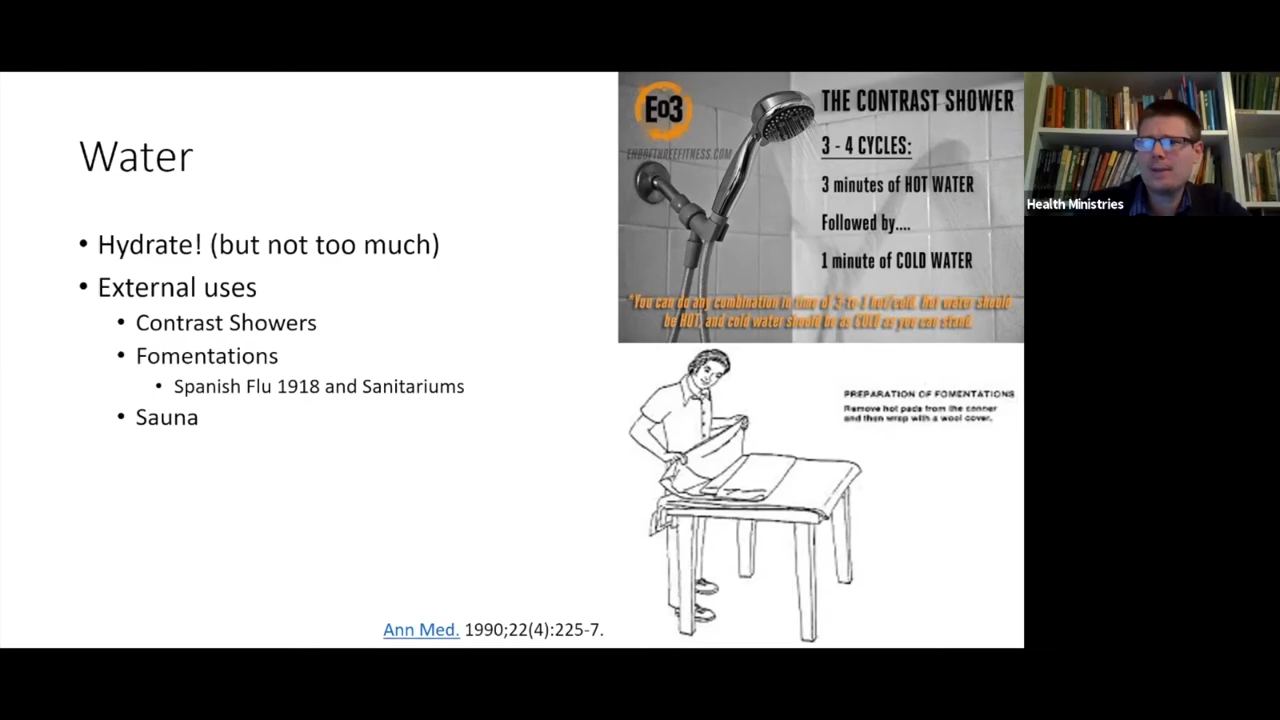 Water
• Hydrate! (but not too much)
• External uses
• Contrast Showers
• Fomentations
• Spanish Flu 1918 and Sanitariums
• Sauna
Ann Med. 1990;22(4):225-7.
Eo3
ENDOFTHREEFITNESS.COM
THE CONTRAST SHOWER
3 - 4 CYCLES:
3 minutes of HOT WATER
Followed by....
1 minute of COLD WATER
*You can do any combination in time of 3-to-1 hot/cold. Hot water should
be HOT, and cold water should be as COLD as you can stand.
PREPARATION OF FOMENTATIONS
Remove hot pads from the canner
and then wrap with a wool cover.
Health Ministries